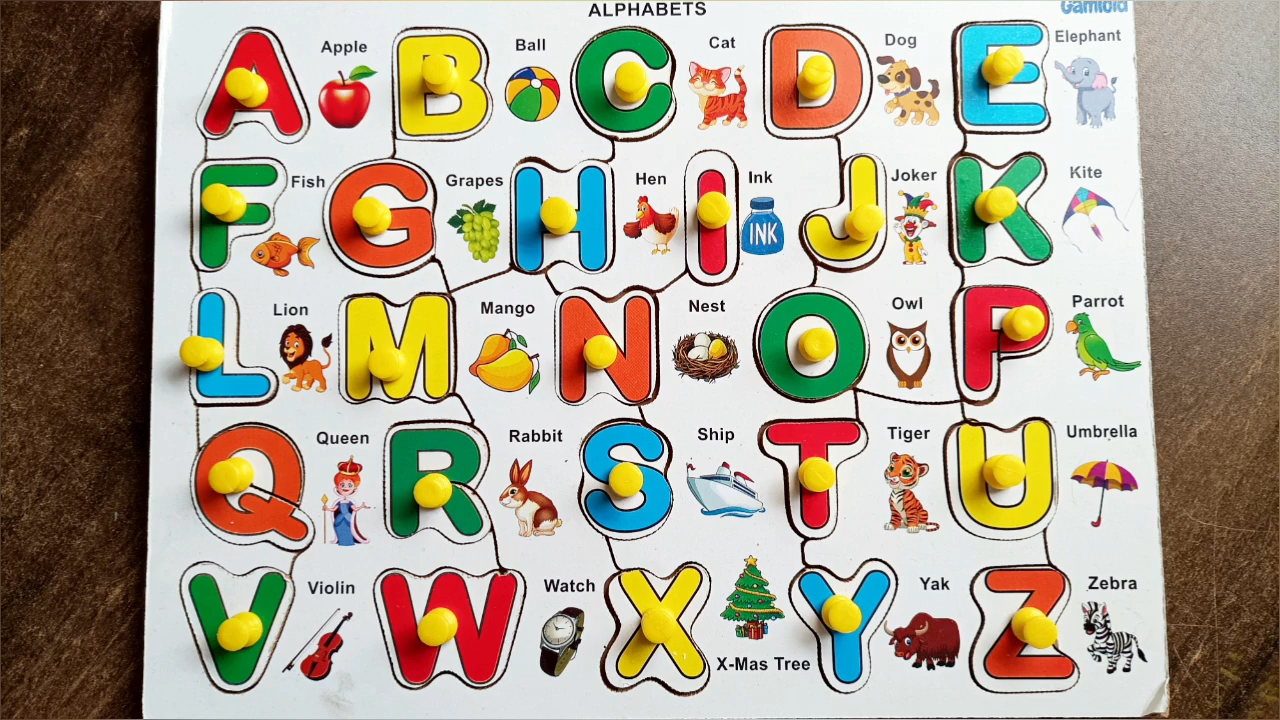 ALPHABETS
Gamloid
A Apple B Ball C Cat D Dog E Elephant
F Fish G Grapes H Hen I Ink INK J Joker K Kite
L Lion M Mango N Nest O Owl P Parrot
Q Queen R Rabbit S Ship T Tiger U Umbrella
V Violin W Watch X X-Mas Tree Y Yak Z Zebra